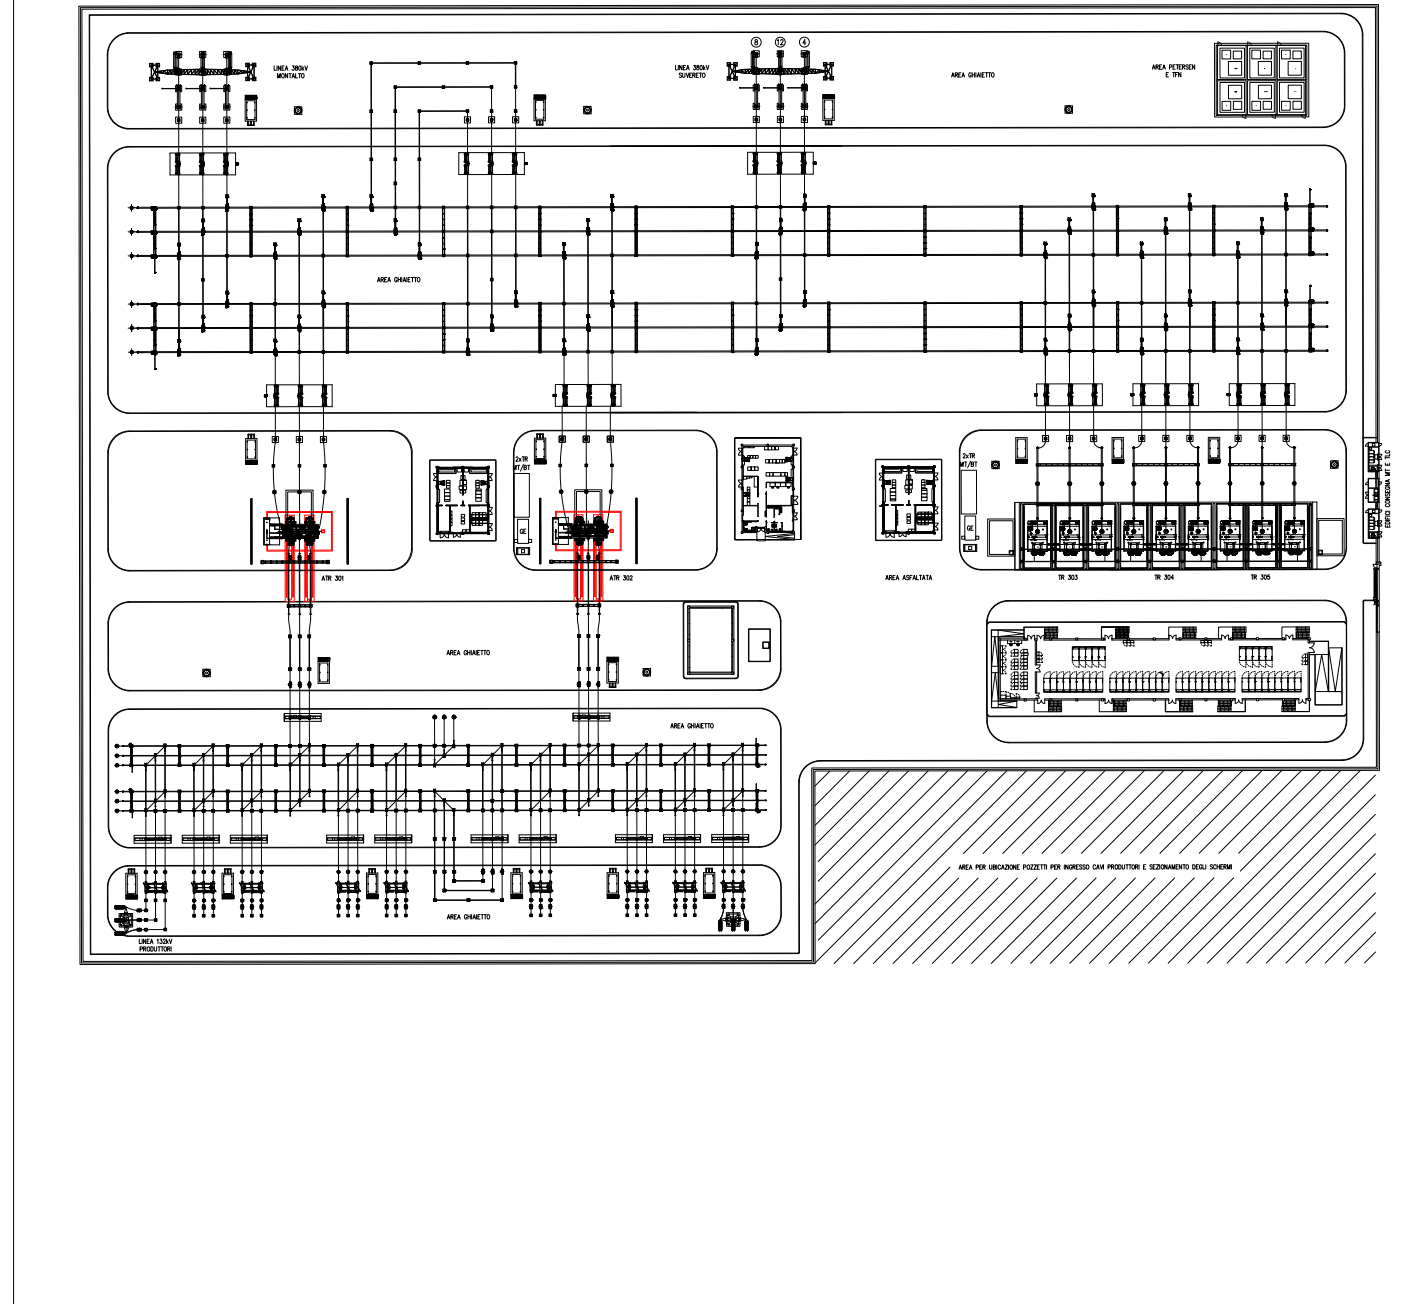 8 12 4
LINEA 380kV
MONTALTO
LINEA 380kV
SUVERETO
AREA GHIAIETTO
AREA PETERSEN
E TFN
AREA GHIAIETTO
2xTR
MT/BT
GE
2xTR
MT/BT
GE
EDIFICI CONSEGNA MT E TLC
ATR 301
ATR 302
AREA ASFALTATA
TR 303
TR 304
TR 305
AREA GHIAIETTO
AREA GHIAIETTO
AREA PER UBICAZIONE POZZETTI PER INGRESSO CAVI PRODUTTORI E SEZIONAMENTO DEGLI SCHERMI
AREA GHIAIETTO
LINEA 132kV
PRODUTTORI